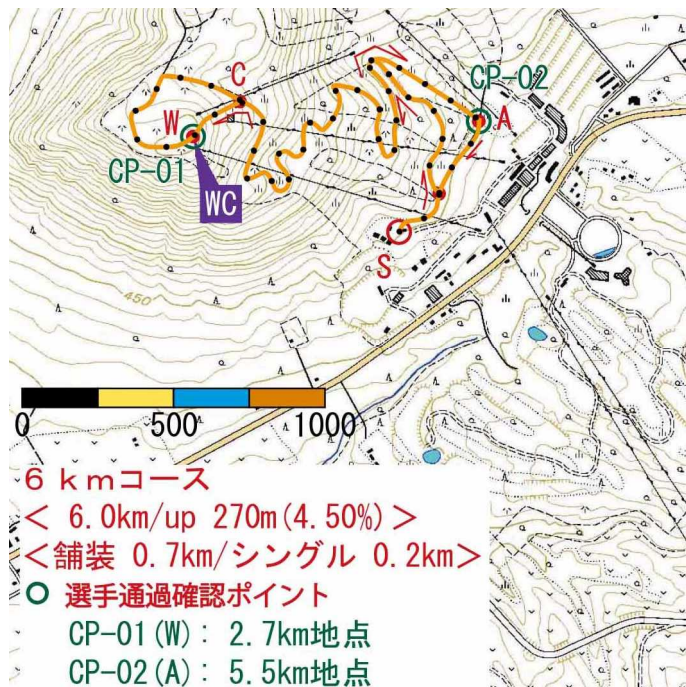 C
CP-02
W
A
CP-01
WC
S
450
0 500 1000
6kmコース
< 6.0km/up 270m(4.50%)>
<舗装 0.7km/シングル 0.2km>
選手通過確認ポイント
CP-01(W): 2.7km地点
CP-02(A): 5.5km地点